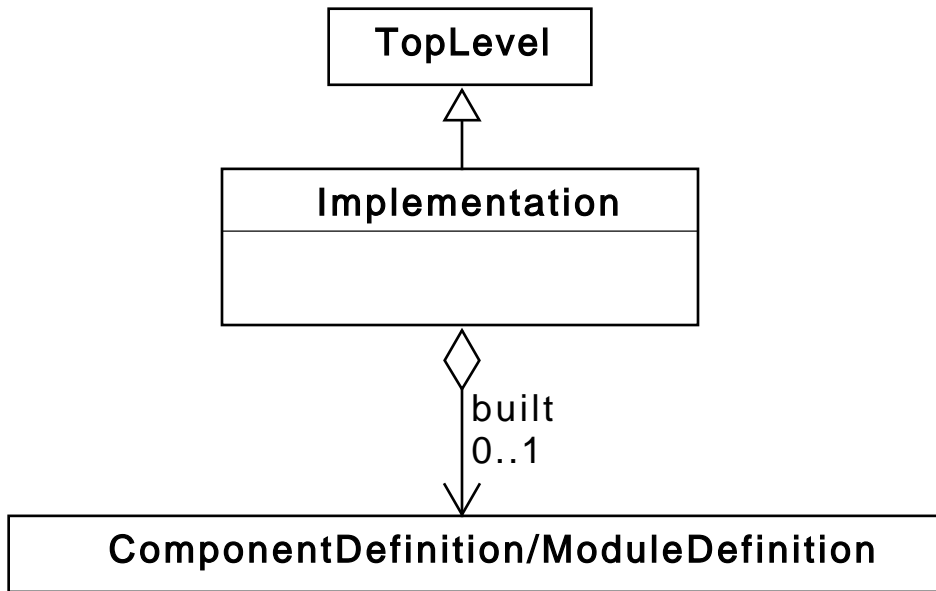 TopLevel
Implementation
built
0..1
ComponentDefinition/ModuleDefinition